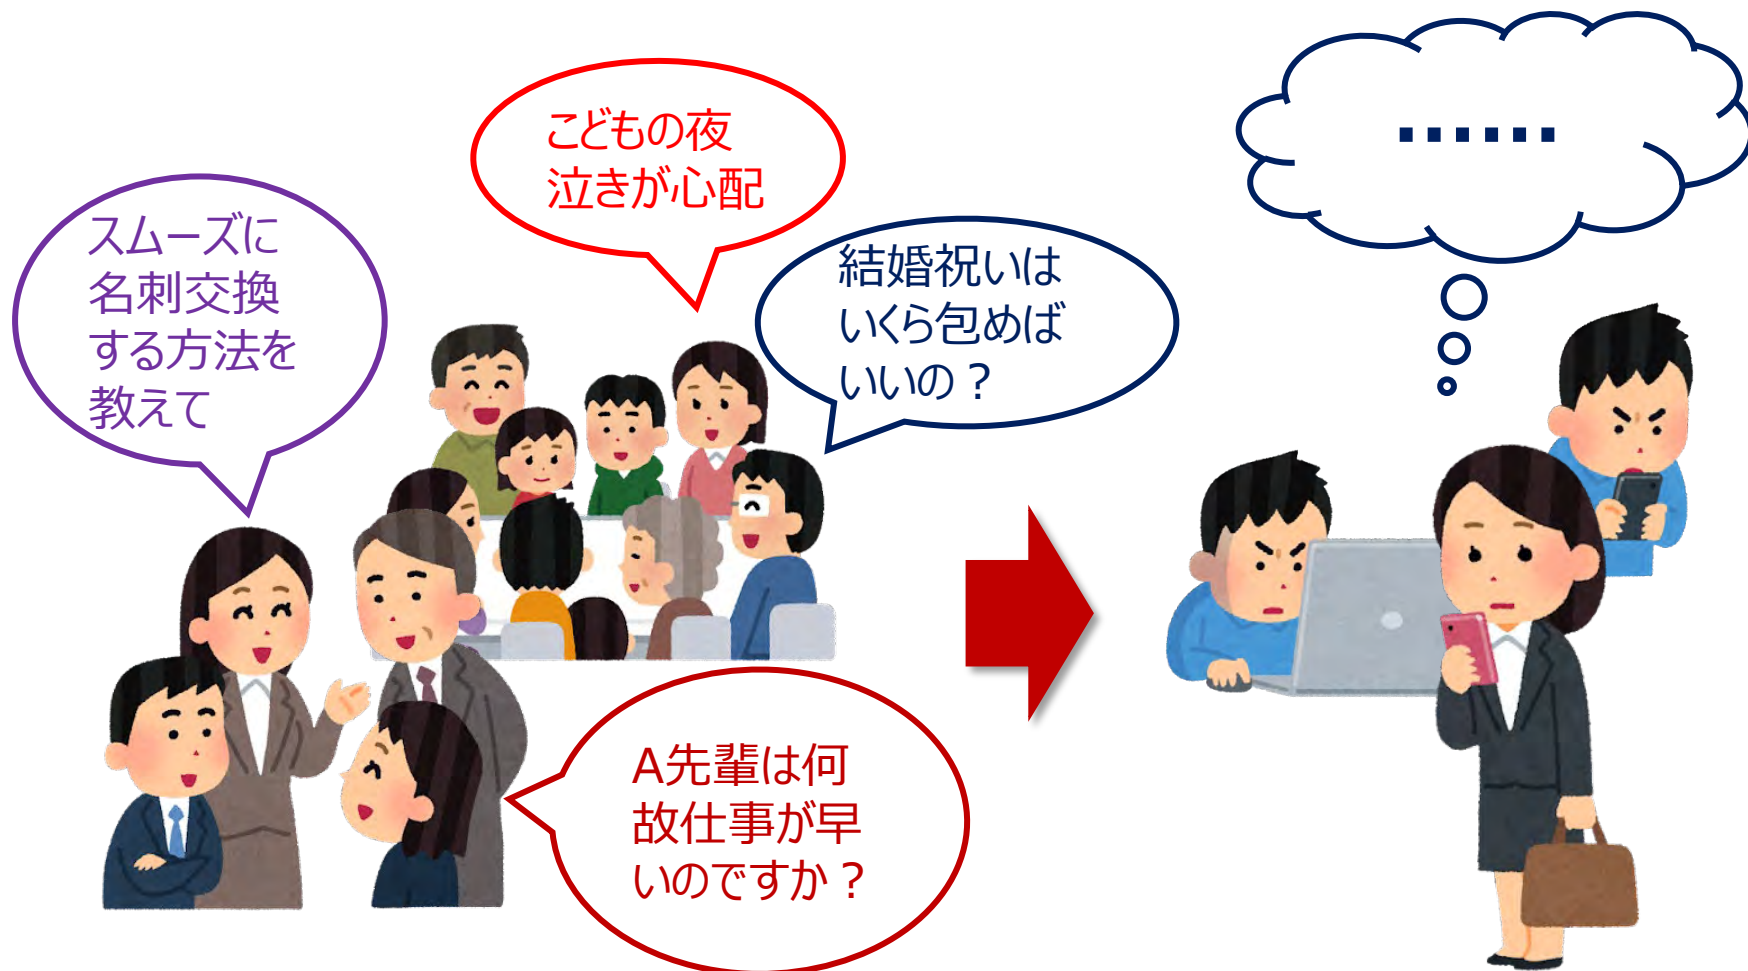 スムーズに
名刺交換
する方法を
教えて
こどもの夜
泣きが心配
結婚祝いは
いくら包めば
いいの？
A先輩は何
故仕事が早
いのですか？
……